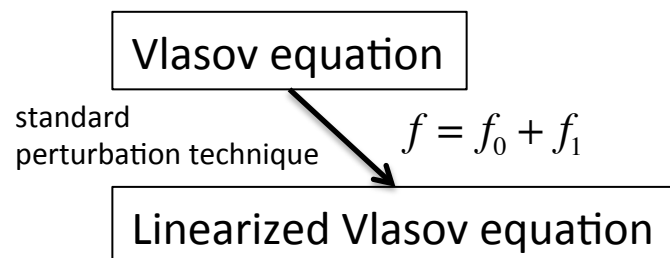 Vlasov equation
standard
perturbation technique
f = f₀ + f₁
Linearized Vlasov equation